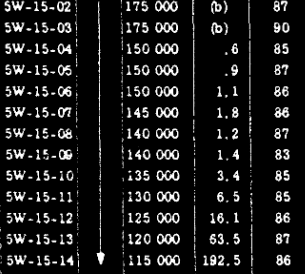 5W-15-02 175 000 (b) 87
5W-15-03 175 000 (b) 90
5W-15-04 150 000 .6 85
5W-15-05 150 000 .9 87
5W-15-06 150 000 1.1 86
5W-15-07 145 000 1.8 86
5W-15-08 140 000 1.2 87
5W-15-09 140 000 1.4 83
5W-15-10 135 000 3.4 85
5W-15-11 130 000 6.5 85
5W-15-12 125 000 16.1 86
5W-15-13 120 000 63.5 87
5W-15-14 115 000 192.5 86